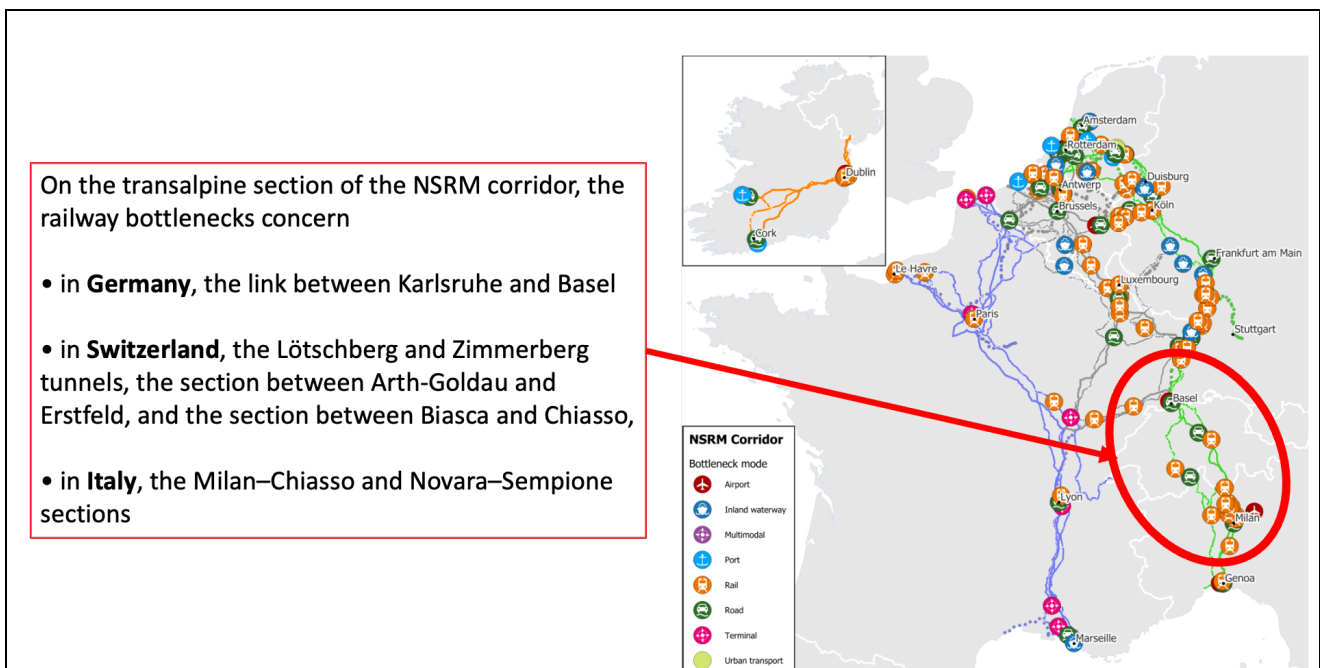 On the transalpine section of the NSRM corridor, the
railway bottlenecks concern
• in Germany, the link between Karlsruhe and Basel
• in Switzerland, the Lötschberg and Zimmerberg
tunnels, the section between Arth-Goldau and
Erstfeld, and the section between Biasca and Chiasso,
• in Italy, the Milan–Chiasso and Novara–Sempione
sections
Dublin
Cork
Amsterdam
Rotterdam
Duisburg
Antwerp
Brussels
Köln
Frankfurt am Main
Le Havre
Luxembourg
Paris
Stuttgart
Basel
Lyon
Milan
Genoa
Marseille
NSRM Corridor
Bottleneck mode
Airport
Inland waterway
Multimodal
Port
Rail
Road
Terminal
Urban transport